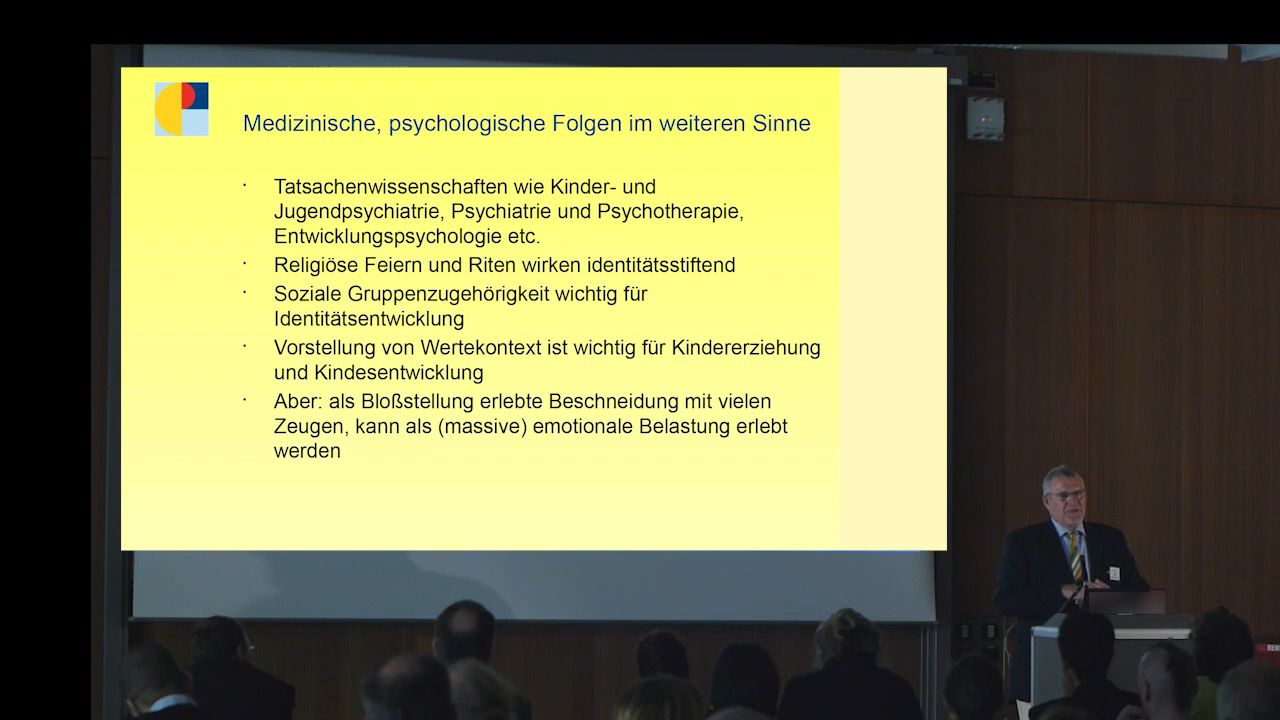 Medizinische, psychologische Folgen im weiteren Sinne
· Tatsachenwissenschaften wie Kinder- und
Jugendpsychiatrie, Psychiatrie und Psychotherapie,
Entwicklungspsychologie etc.
· Religiöse Feiern und Riten wirken identitätsstiftend
· Soziale Gruppenzugehörigkeit wichtig für
Identitätsentwicklung
· Vorstellung von Wertekontext ist wichtig für Kindererziehung
und Kindesentwicklung
· Aber: als Bloßstellung erlebte Beschneidung mit vielen
Zeugen, kann als (massive) emotionale Belastung erlebt
werden